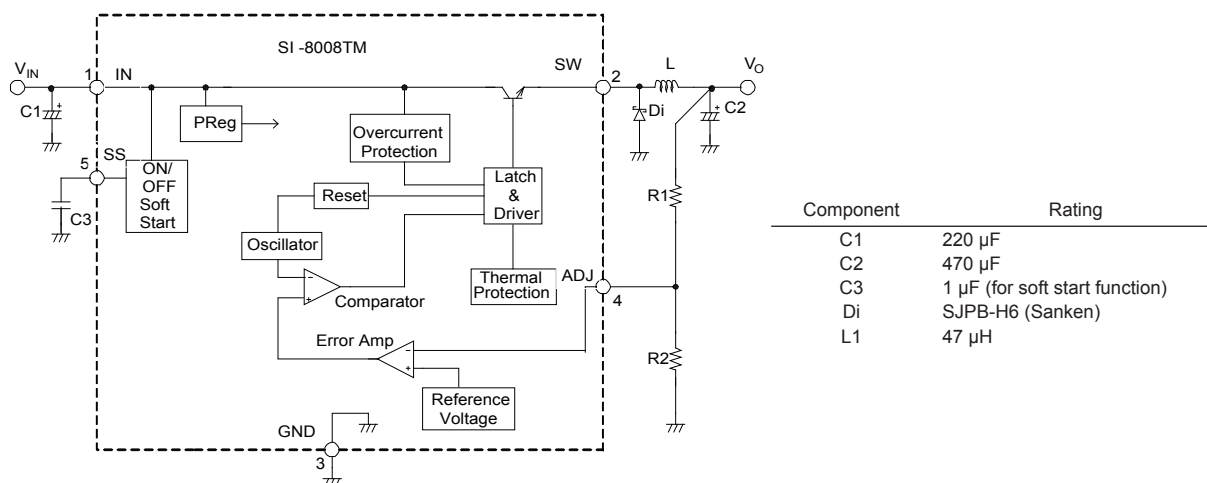 SI -8008TM
VIN
1
IN
SW
2
L
VO
C1
+
PReg
Overcurrent
Protection
Di
+
C2
5
SS
ON/
OFF
Soft
Start
C3
Reset
Latch
&
Driver
R1
Oscillator
−
+
Comparator
Thermal
Protection
ADJ
4
Error Amp
−
+
Reference
Voltage
R2
GND
3
Component Rating
C1 220 µF
C2 470 µF
C3 1 µF (for soft start function)
Di SJPB-H6 (Sanken)
L1 47 µH